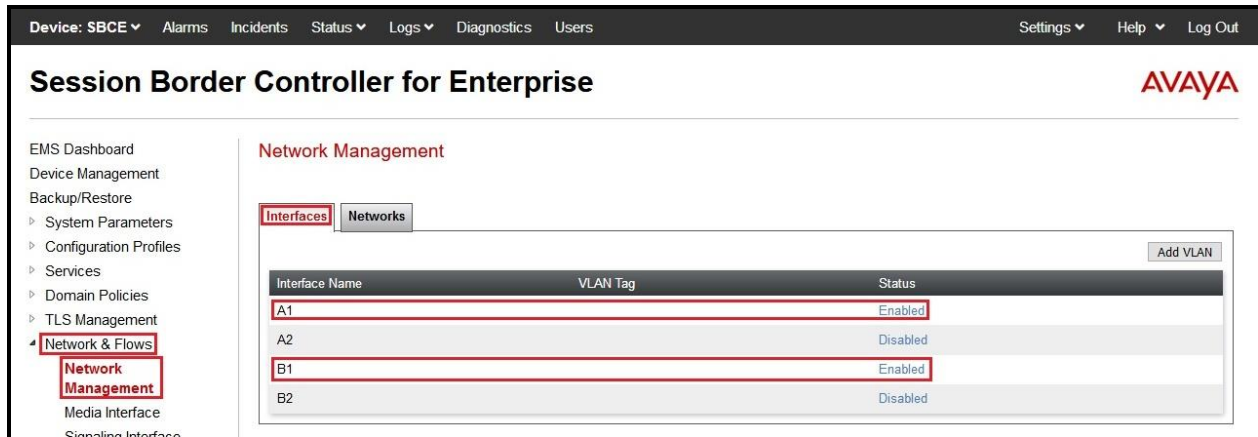 Device: SBCE Alarms Incidents Status Logs Diagnostics Users Settings Help Log Out
Session Border Controller for Enterprise
AVAYA
EMS Dashboard
Device Management
Backup/Restore
System Parameters
Configuration Profiles
Services
Domain Policies
TLS Management
Network & Flows
Network
Management
Media Interface
Signaling Interface
Network Management
Interfaces Networks
Add VLAN
Interface Name VLAN Tag Status
A1 Enabled
A2 Disabled
B1 Enabled
B2 Disabled